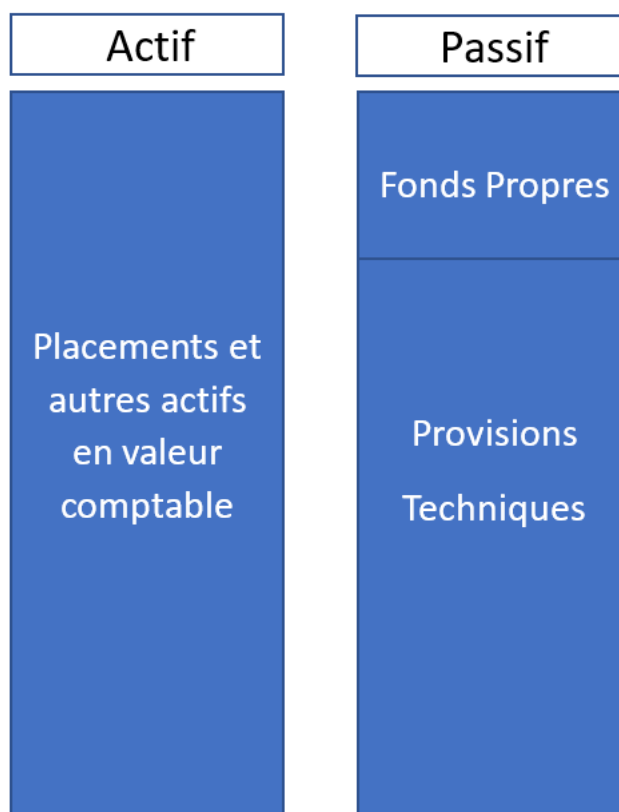 Actif
Passif
Fonds Propres
Placements et
autres actifs
en valeur
comptable
Provisions
Techniques